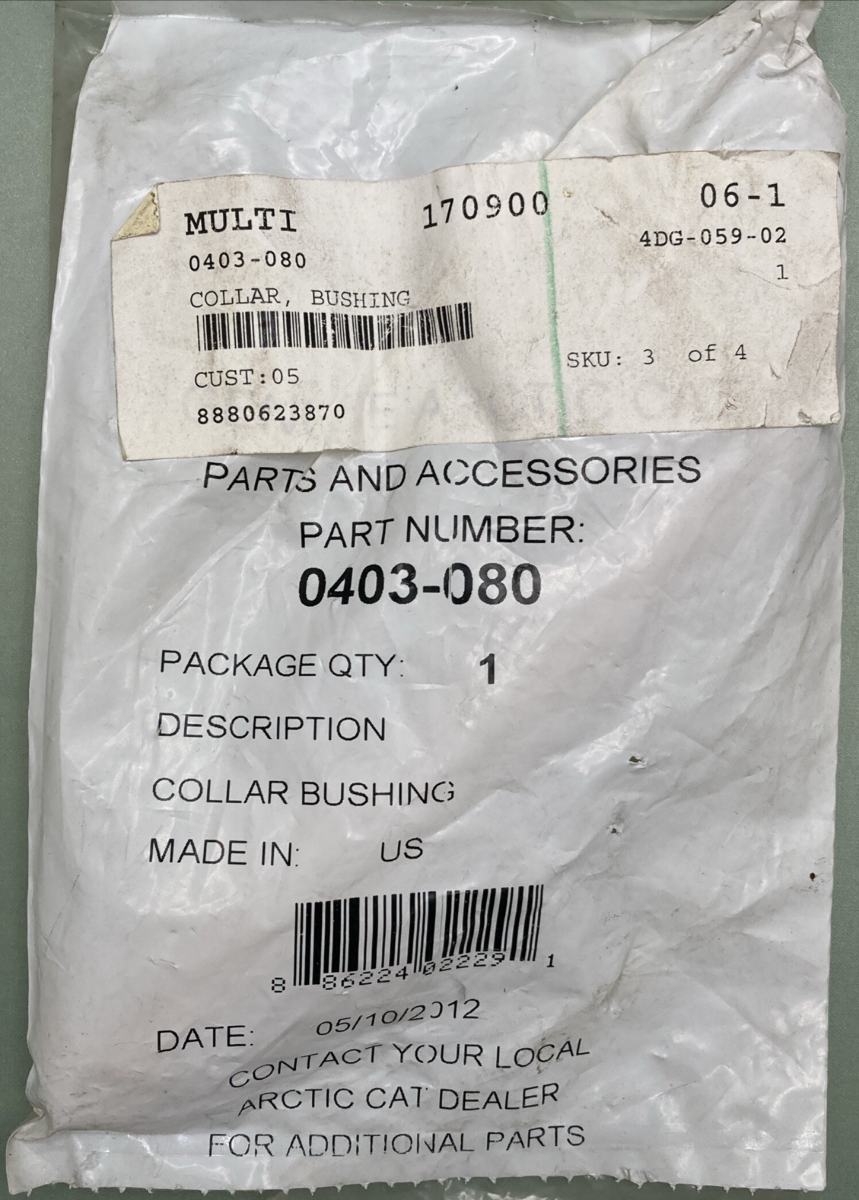 MULTI 170900 06-1
0403-080 4DG-059-02
1
COLLAR, BUSHING
SKU: 3 of 4
CUST:05
8880623870
PARTS AND ACCESSORIES
PART NUMBER:
0403-080
PACKAGE QTY: 1
DESCRIPTION
COLLAR BUSHING
MADE IN: US
8 86224 02229 1
DATE: 05/10/2012
CONTACT YOUR LOCAL
ARCTIC CAT DEALER
FOR ADDITIONAL PARTS